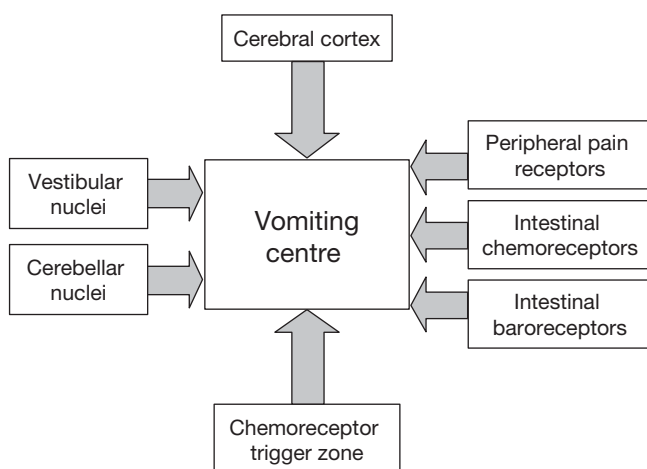 Cerebral cortex
Vestibular
nuclei
Cerebellar
nuclei
Vomiting
centre
Peripheral pain
receptors
Intestinal
chemoreceptors
Intestinal
baroreceptors
Chemoreceptor
trigger zone